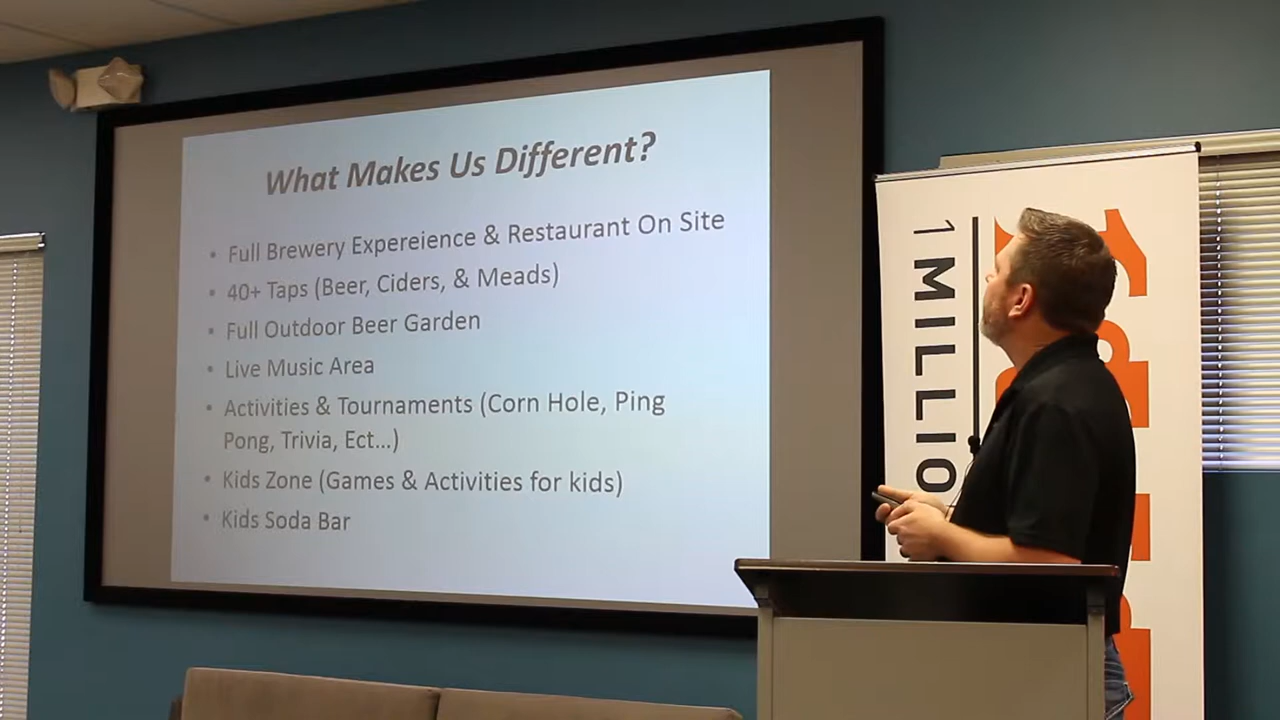 What Makes Us Different?
• Full Brewery Expereience & Restaurant On Site
• 40+ Taps (Beer, Ciders, & Meads)
• Full Outdoor Beer Garden
• Live Music Area
• Activities & Tournaments (Corn Hole, Ping
Pong, Trivia, Ect...)
• Kids Zone (Games & Activities for kids)
• Kids Soda Bar
1 MILLIO